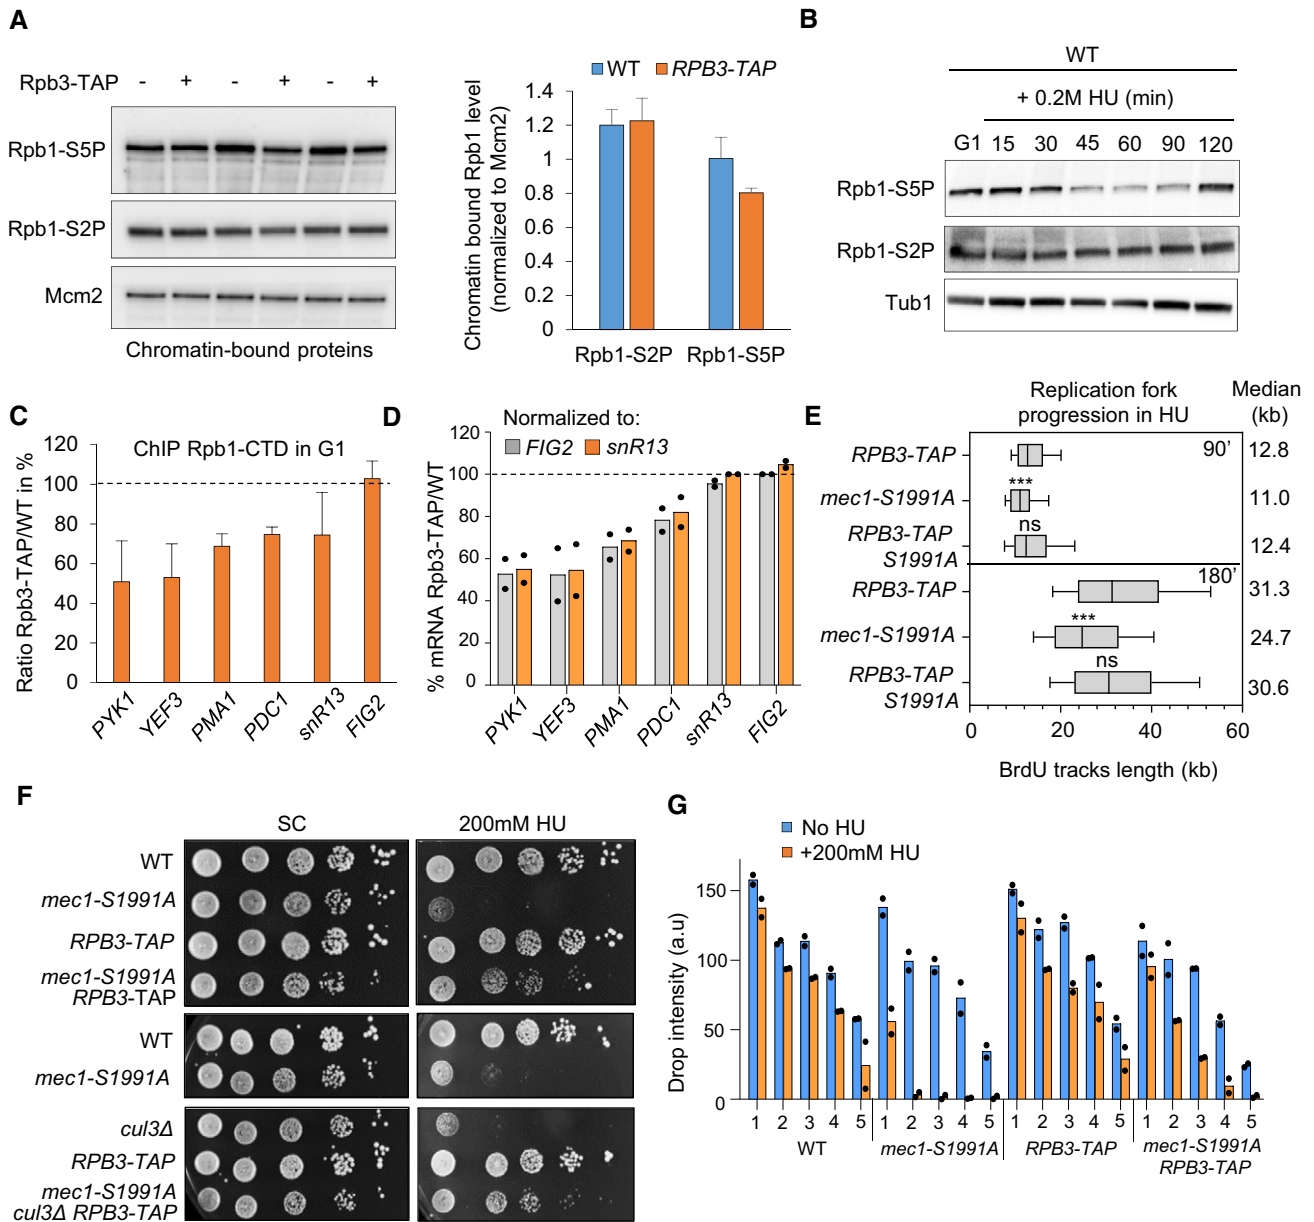 A
Rpb3-TAP - + - + - +
Rpb1-S5P
Rpb1-S2P
Mcm2
Chromatin-bound proteins
WT RPB3-TAP
Chromatin bound Rpb1 level
(normalized to Mcm2)
1.4
1.2
1
0.8
0.6
0.4
0.2
0
Rpb1-S2P Rpb1-S5P
B
WT
+ 0.2M HU (min)
G1 15 30 45 60 90 120
Rpb1-S5P
Rpb1-S2P
Tub1
C
ChIP Rpb1-CTD in G1
Ratio Rpb3-TAP/WT in %
120
100
80
60
40
20
0
PYK1 YEF3 PMA1 PDC1 snR13 FIG2
D
Normalized to:
FIG2 snR13
% mRNA Rpb3-TAP/WT
120
100
80
60
40
20
0
PYK1 YEF3 PMA1 PDC1 snR13 FIG2
E
Replication fork
progression in HU
Median
(kb)
RPB3-TAP 90’ 12.8
mec1-S1991A *** 11.0
RPB3-TAP
S1991A ns 12.4
RPB3-TAP 180’ 31.3
mec1-S1991A *** 24.7
RPB3-TAP
S1991A ns 30.6
0 20 40 60
BrdU tracks length (kb)
F
SC 200mM HU
WT
mec1-S1991A
RPB3-TAP
mec1-S1991A
RPB3-TAP
WT
mec1-S1991A
cul3Δ
RPB3-TAP
mec1-S1991A
cul3Δ RPB3-TAP
G
No HU
+200mM HU
Drop intensity (a.u)
150
100
50
0
1 2 3 4 5 1 2 3 4 5 1 2 3 4 5 1 2 3 4 5
WT mec1-S1991A RPB3-TAP mec1-S1991A
RPB3-TAP